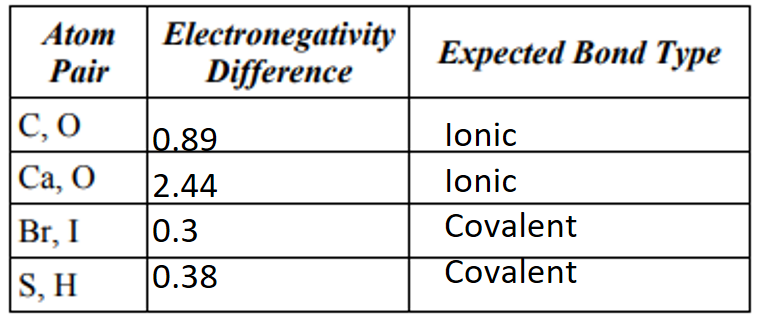 Atom Pair Electronegativity Difference Expected Bond Type
C, O 0.89 Ionic
Ca, O 2.44 Ionic
Br, I 0.3 Covalent
S, H 0.38 Covalent